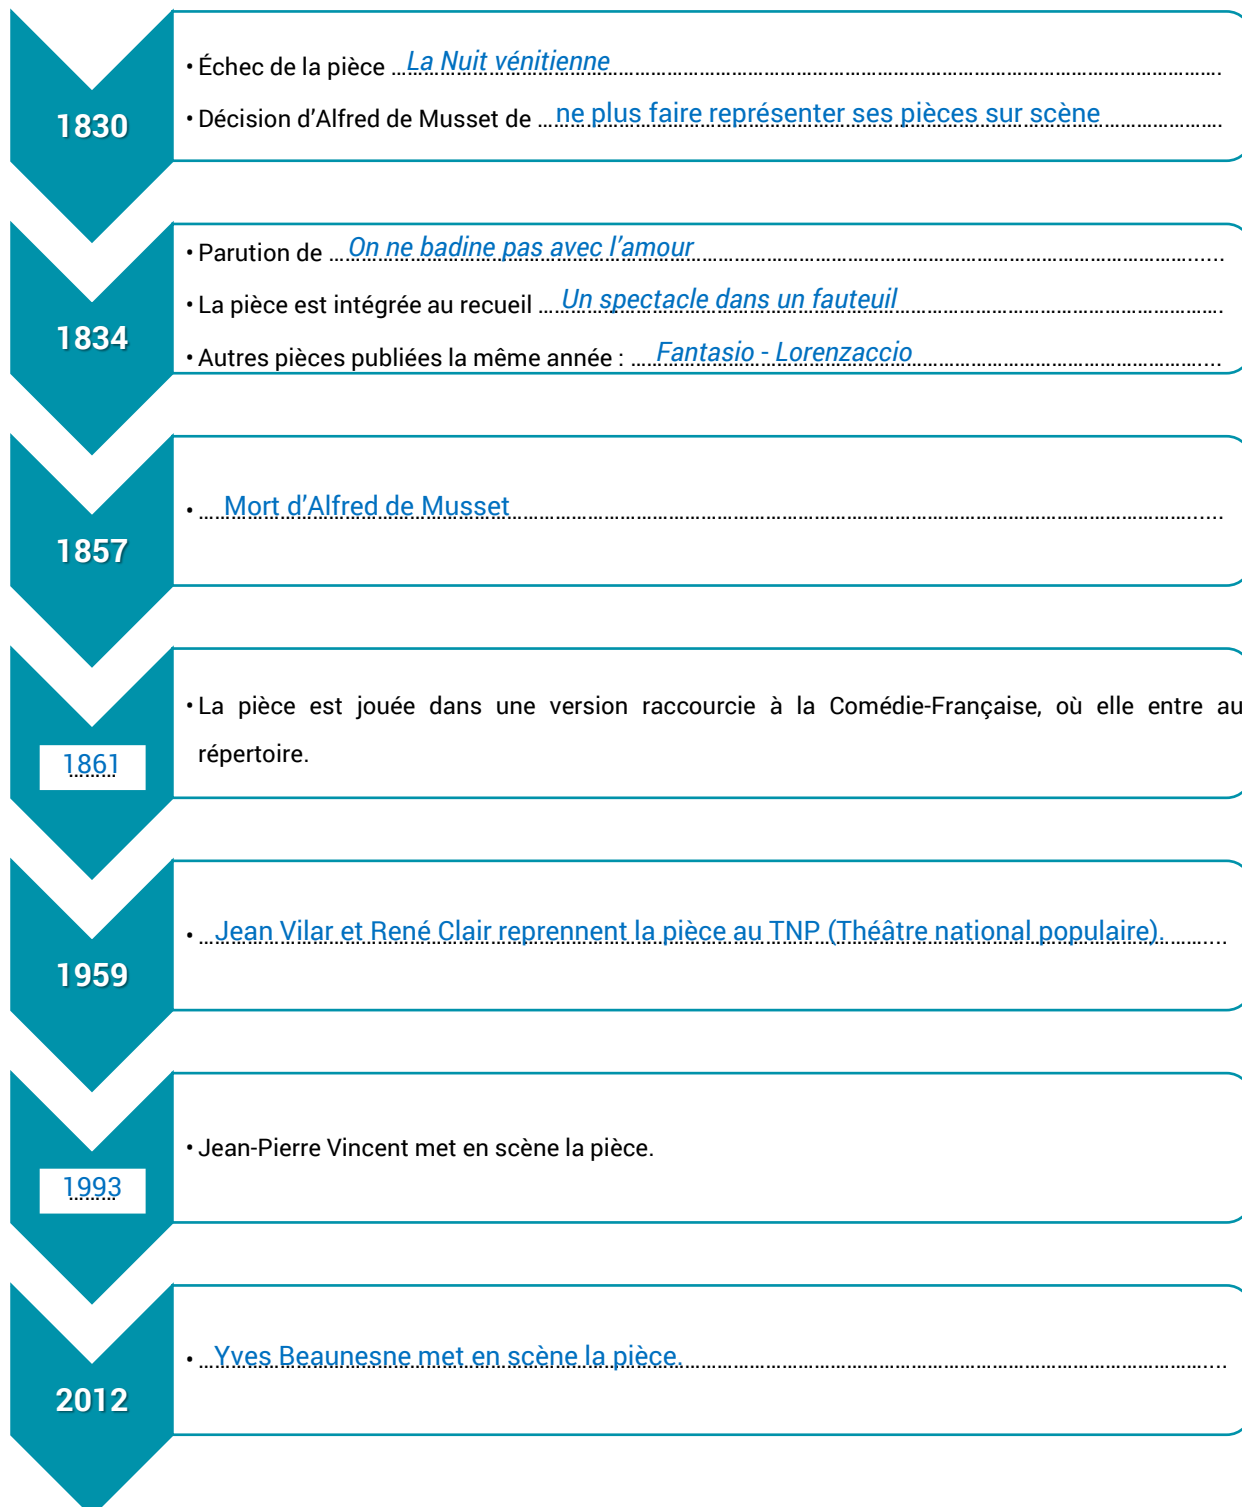 1830
• Échec de la pièce La Nuit vénitienne
• Décision d'Alfred de Musset de ne plus faire représenter ses pièces sur scène
1834
• Parution de On ne badine pas avec l'amour
• La pièce est intégrée au recueil Un spectacle dans un fauteuil
• Autres pièces publiées la même année : Fantasio - Lorenzaccio
1857
• Mort d'Alfred de Musset
1861
• La pièce est jouée dans une version raccourcie à la Comédie-Française, où elle entre au
répertoire.
1959
• Jean Vilar et René Clair reprennent la pièce au TNP (Théâtre national populaire).
1993
• Jean-Pierre Vincent met en scène la pièce.
2012
• Yves Beaunesne met en scène la pièce.